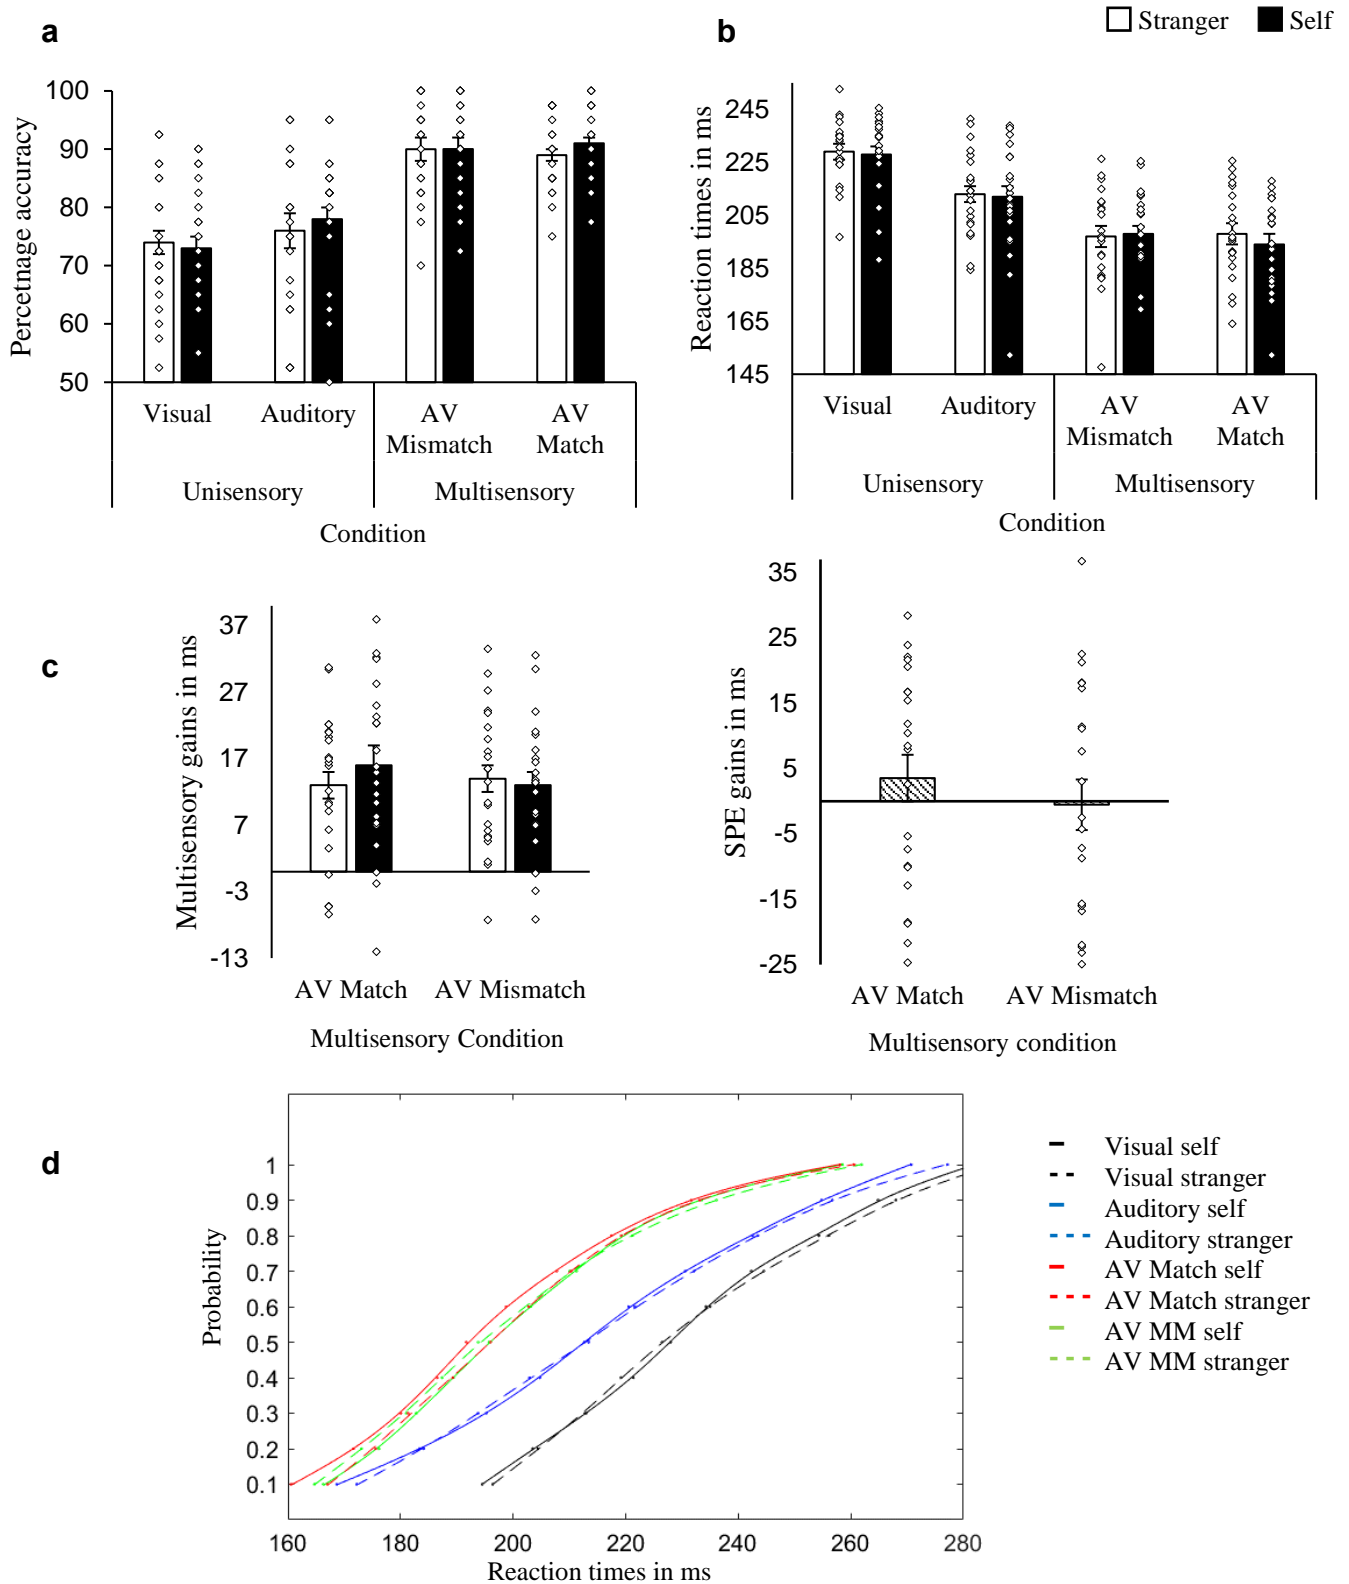 a
b
Stranger Self
Percetnage accuracy
100
90
80
70
60
50
Visual Auditory AV Mismatch AV Match
Unisensory Multisensory
Condition
Reaction times in ms
245
225
205
185
165
145
Visual Auditory AV Mismatch AV Match
Unisensory Multisensory
Condition
c
Multisensory gains in ms
37
27
17
7
-3
-13
AV Match AV Mismatch
Multisensory Condition
SPE gains in ms
35
25
15
5
-5
-15
-25
AV Match AV Mismatch
Multisensory condition
d
Probability
1
0.9
0.8
0.7
0.6
0.5
0.4
0.3
0.2
0.1
160 180 200 220 240 260 280
Reaction times in ms
Visual self
Visual stranger
Auditory self
Auditory stranger
AV Match self
AV Match stranger
AV MM self
AV MM stranger